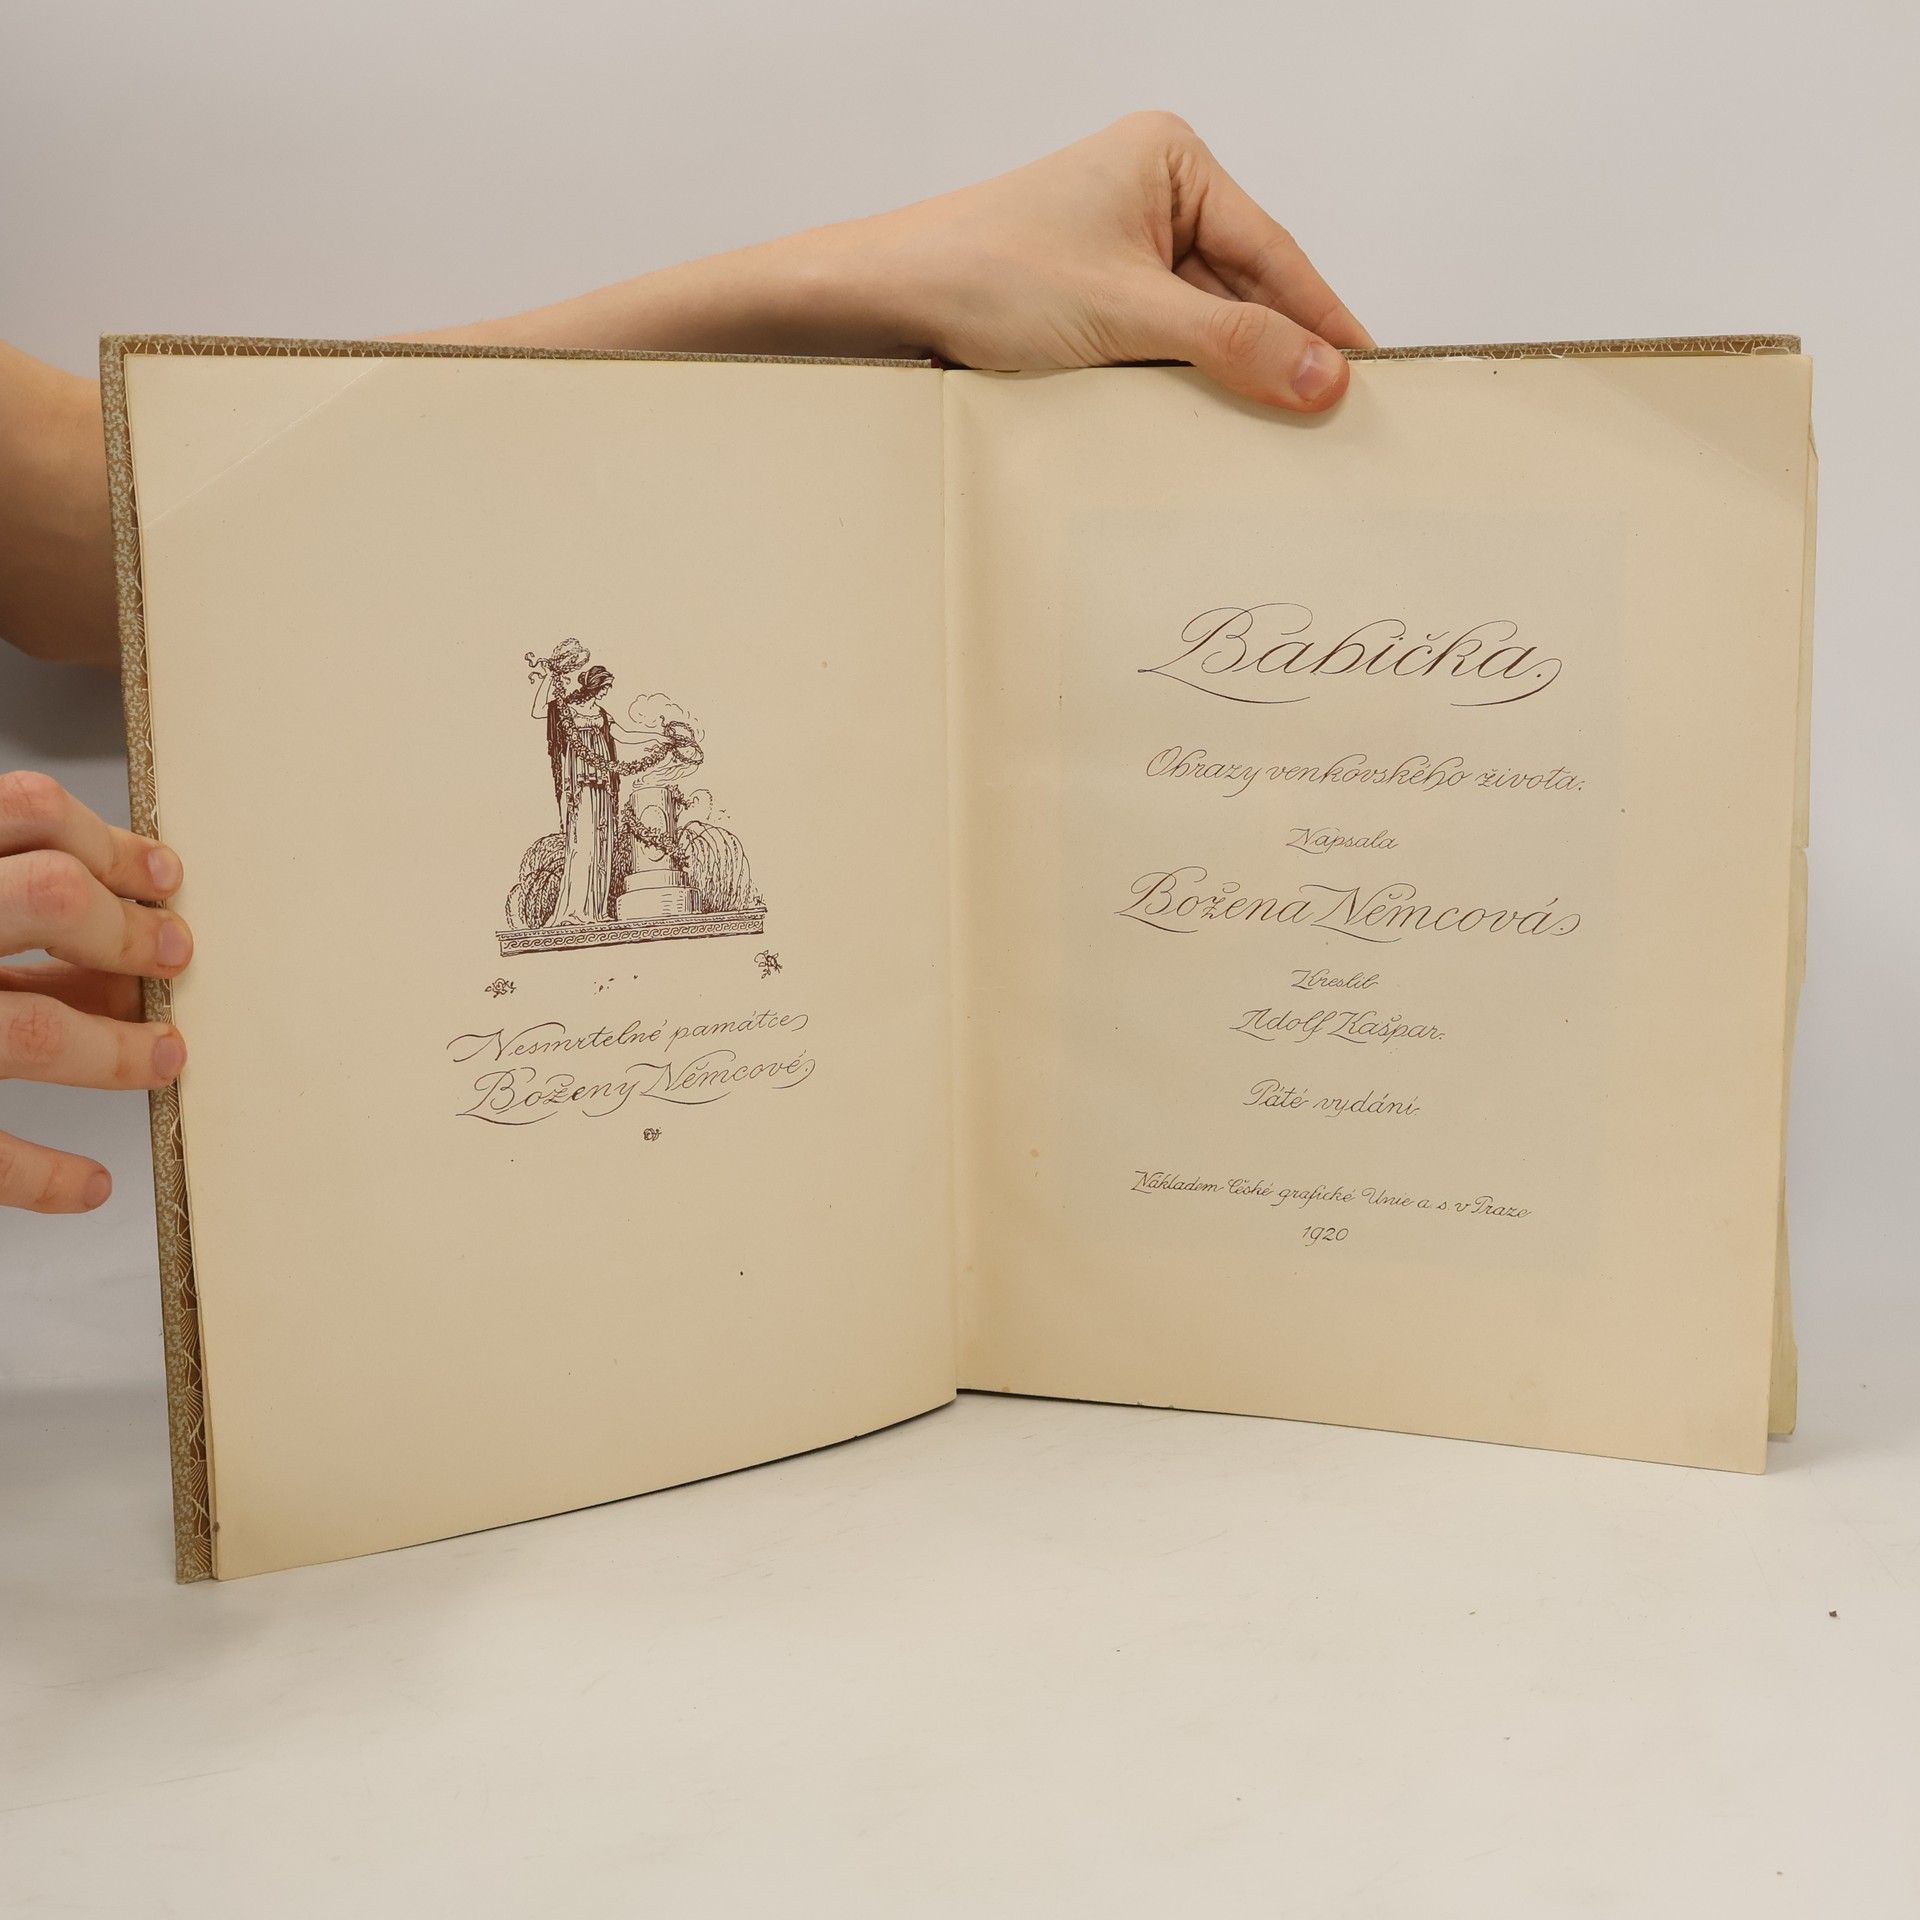 Nesmrtelné památce
Boženy Němcové.
Babička.
Obrazy venkovského života.
Napsala
Božena Němcová.
Kreslil
Adolf Kašpar.
Páté vydání.
Nákladem České grafické Unie a. s. v Praze
1920